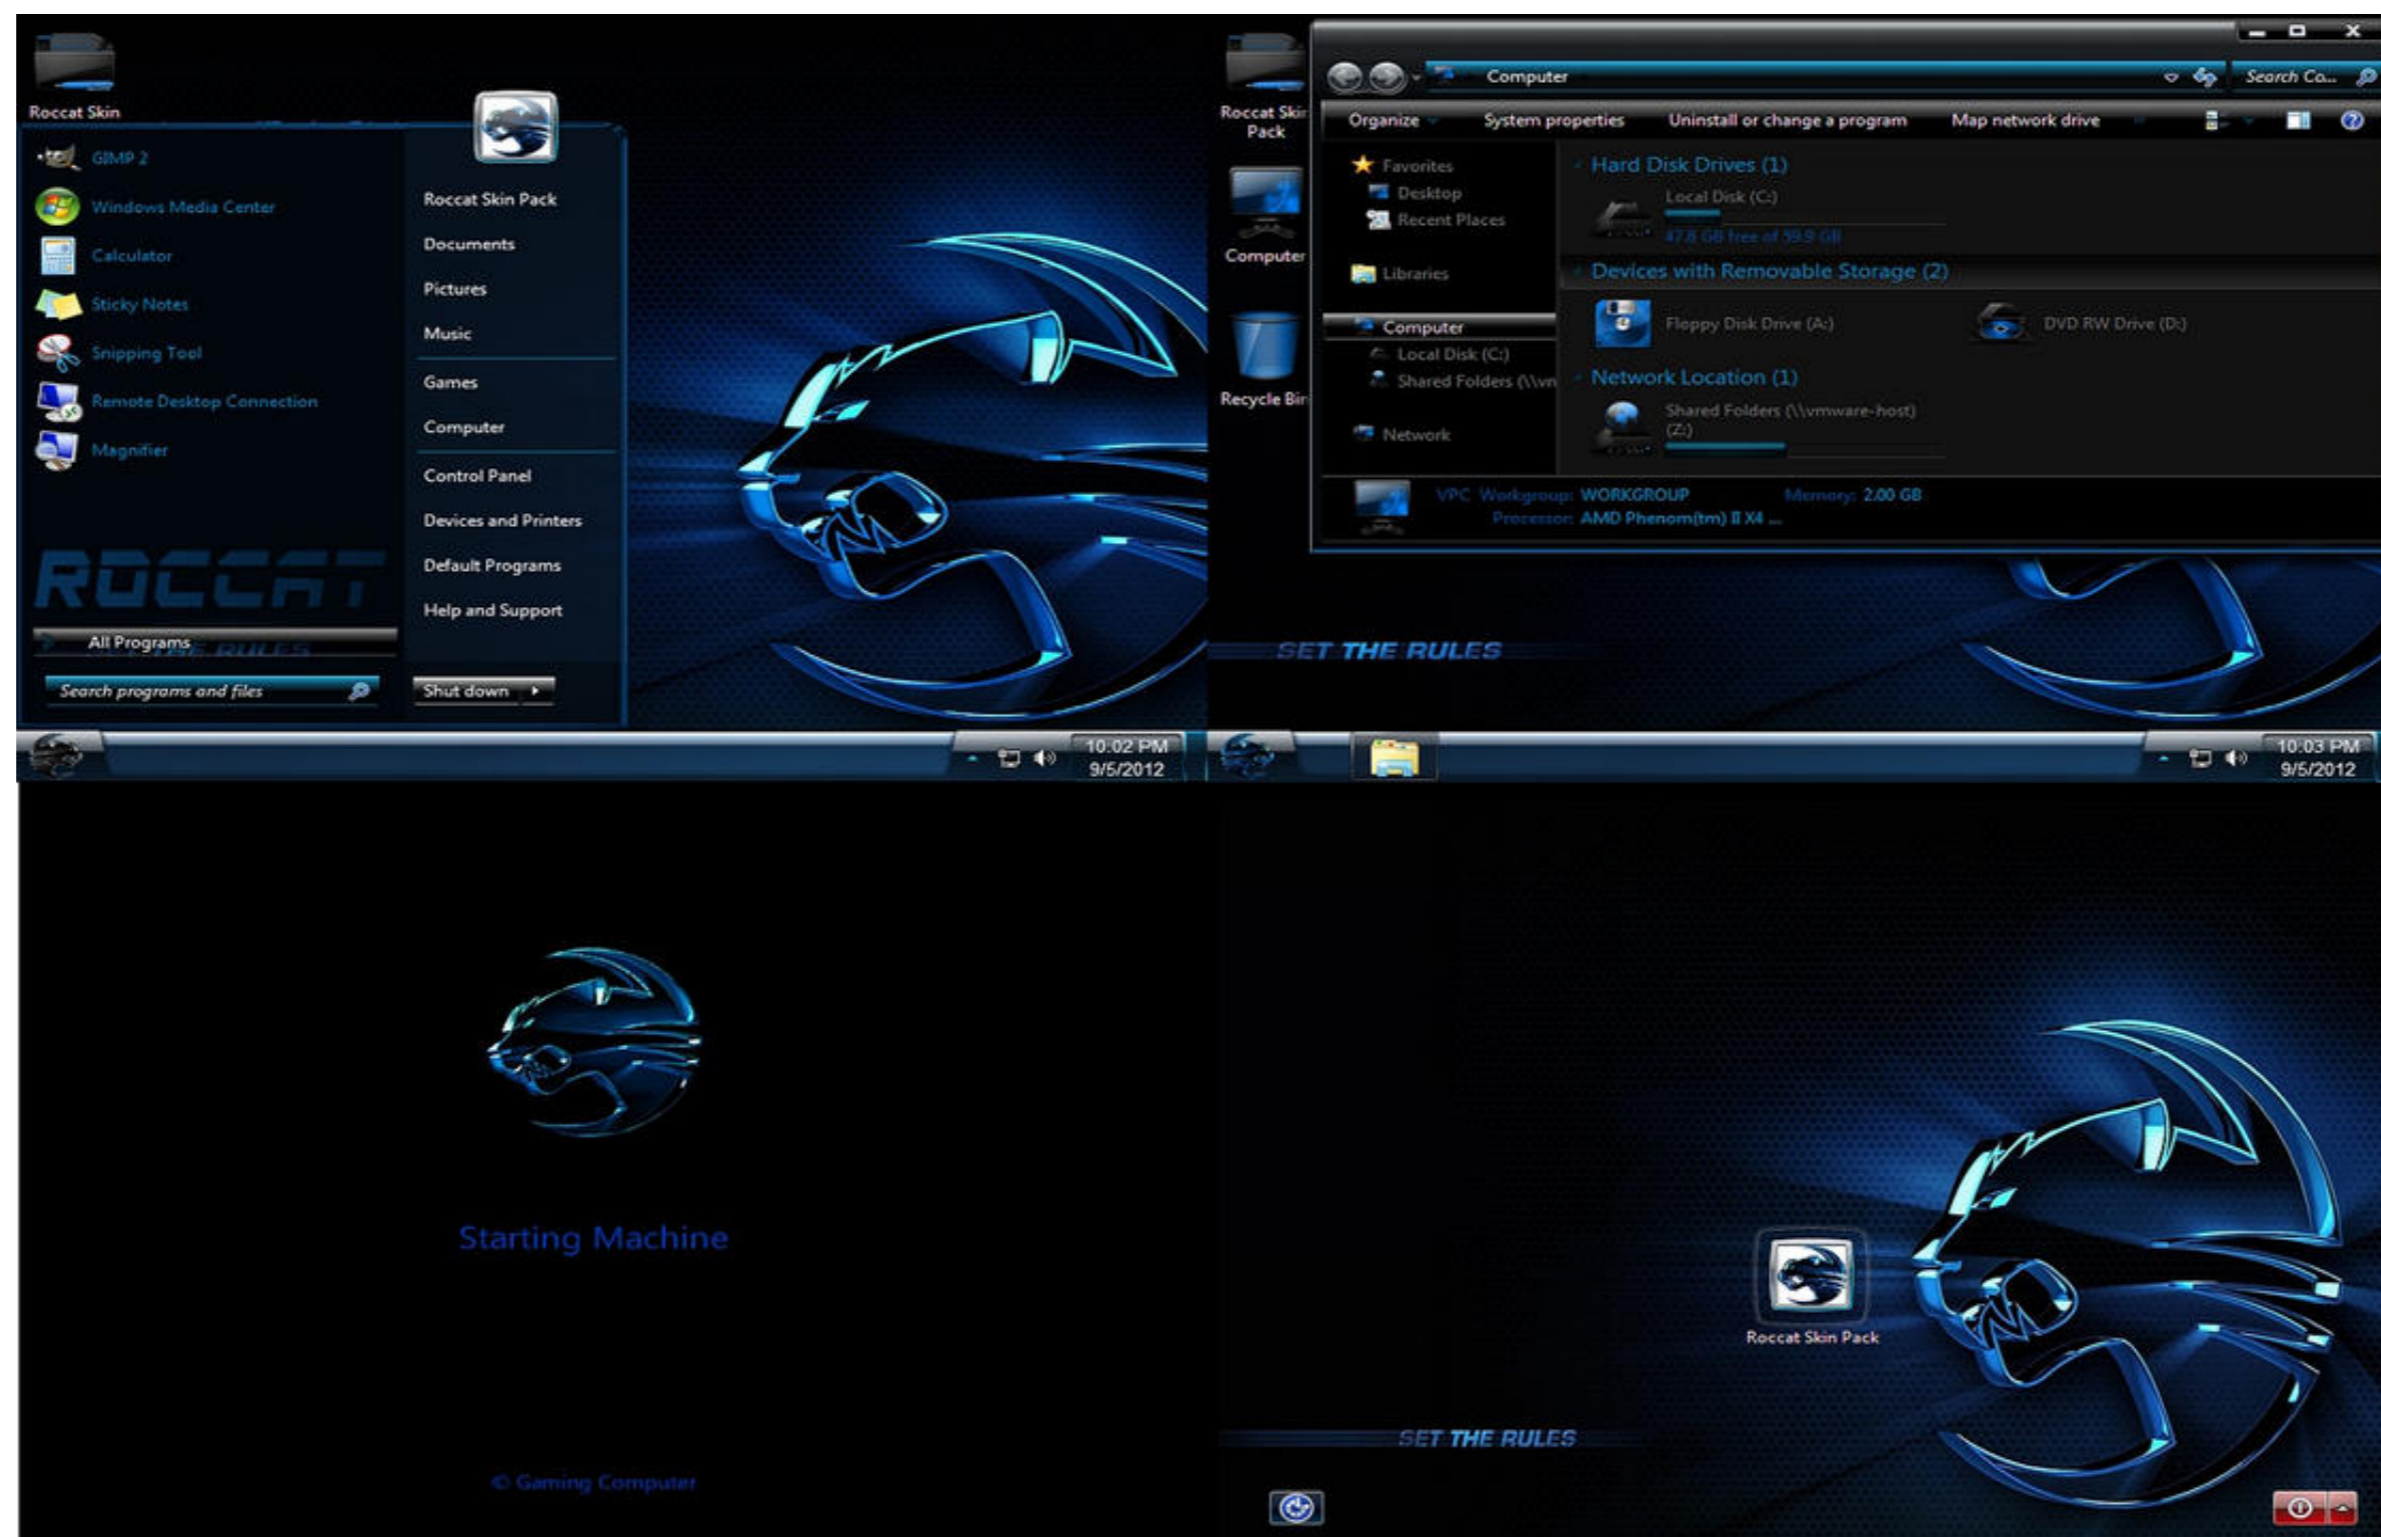 Roccat Skin
GIMP 2
Windows Media Center
Calculator
Sticky Notes
Snipping Tool
Remote Desktop Connection
Magnifier
ROCCAT
All Programs
THE RULES
Search programs and files
Roccat Skin Pack
Documents
Pictures
Music
Games
Computer
Control Panel
Devices and Printers
Default Programs
Help and Support
Shut down
10:02 PM
9/5/2012
Roccat Skin
Pack
Computer
Recycle Bin
Computer
Search Co...
Organize
System properties
Uninstall or change a program
Map network drive
Favorites
Desktop
Recent Places
Libraries
Computer
Local Disk (C:)
Shared Folders (\\vm
Network
Hard Disk Drives (1)
Local Disk (C:)
47.8 GB free of 59.9 GB
Devices with Removable Storage (2)
Floppy Disk Drive (A:)
DVD RW Drive (D:)
Network Location (1)
Shared Folders (\\vmware-host)
(Z:)
VPC Workgroup: WORKGROUP Memory: 2.00 GB
Processor: AMD Phenom(tm) II X4 ...
SET THE RULES
10:03 PM
9/5/2012
Starting Machine
© Gaming Computer
Roccat Skin Pack
SET THE RULES